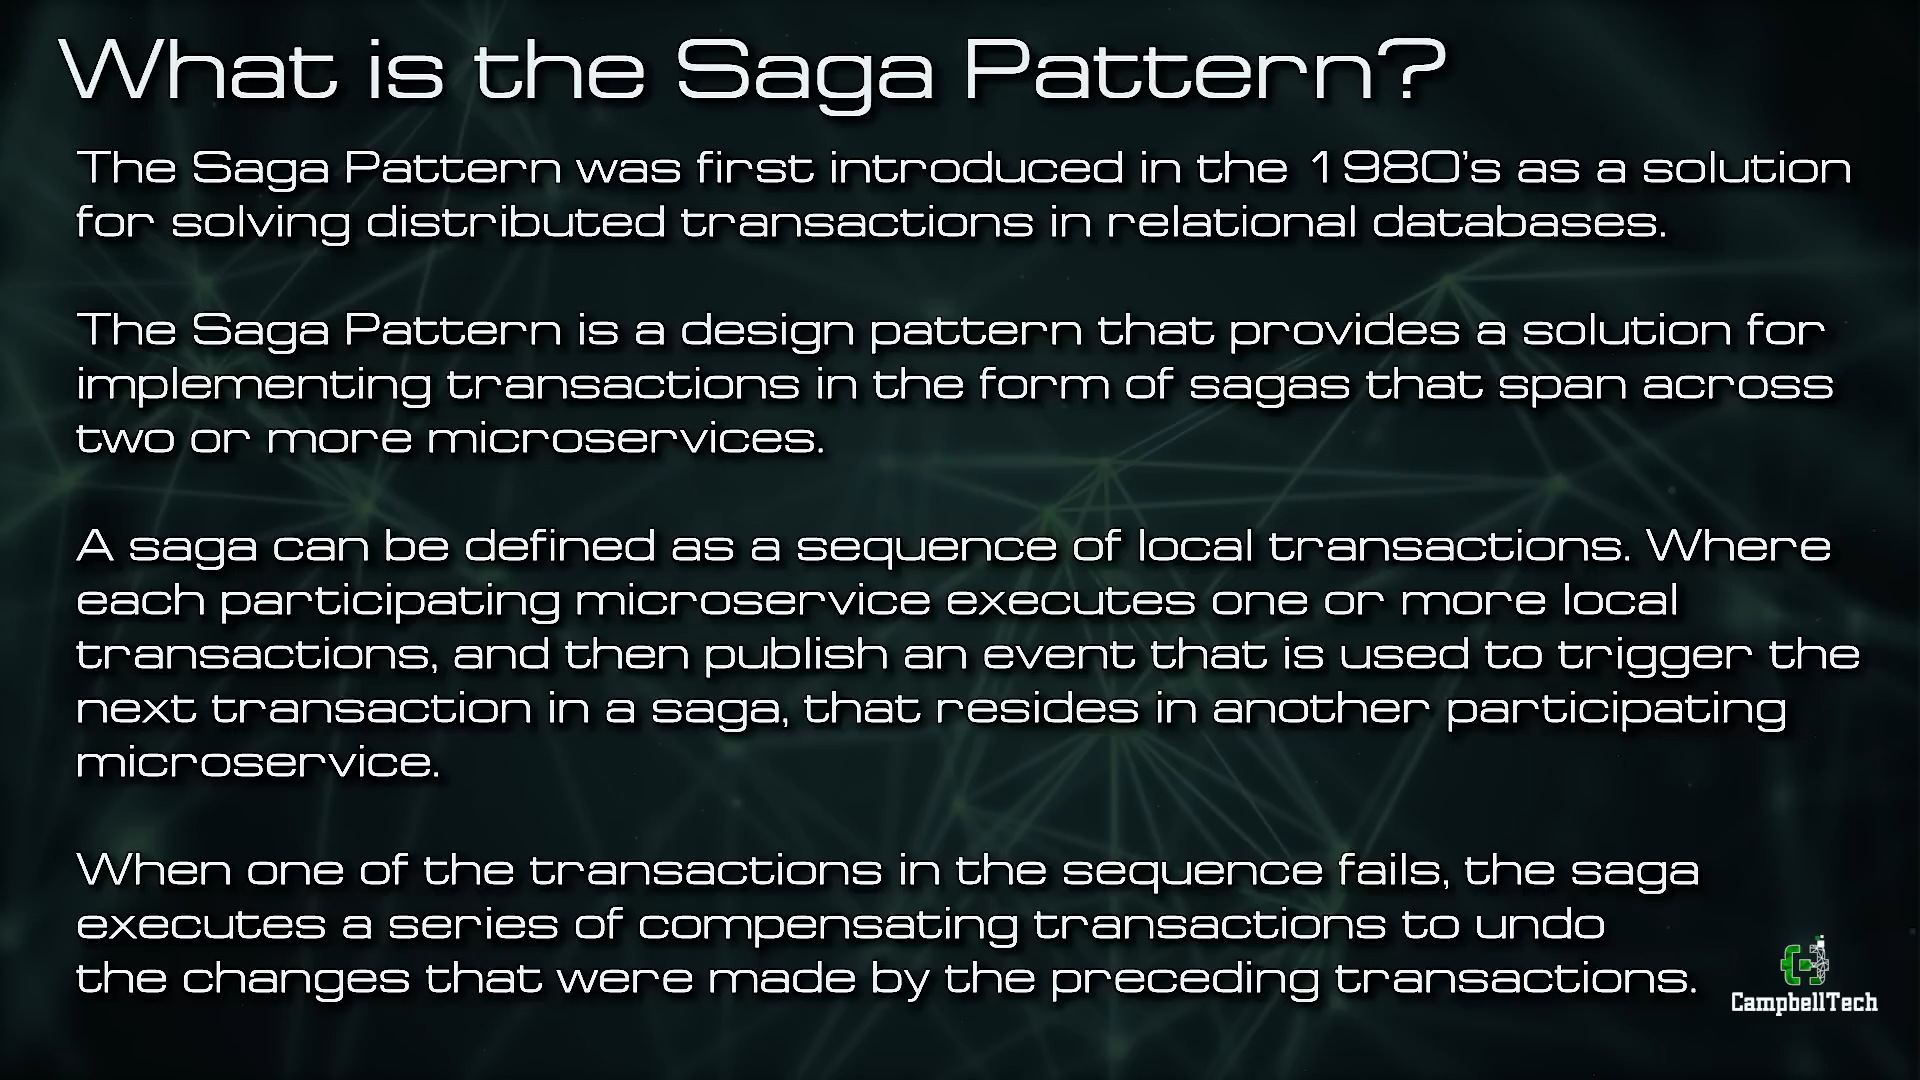 What is the Saga Pattern?
The Saga Pattern was first introduced in the 1980's as a solution
for solving distributed transactions in relational databases.
The Saga Pattern is a design pattern that provides a solution for
implementing transactions in the form of sagas that span across
two or more microservices.
A saga can be defined as a sequence of local transactions. Where
each participating microservice executes one or more local
transactions, and then publish an event that is used to trigger the
next transaction in a saga, that resides in another participating
microservice.
When one of the transactions in the sequence fails, the saga
executes a series of compensating transactions to undo
the changes that were made by the preceding transactions.
CampbellTech